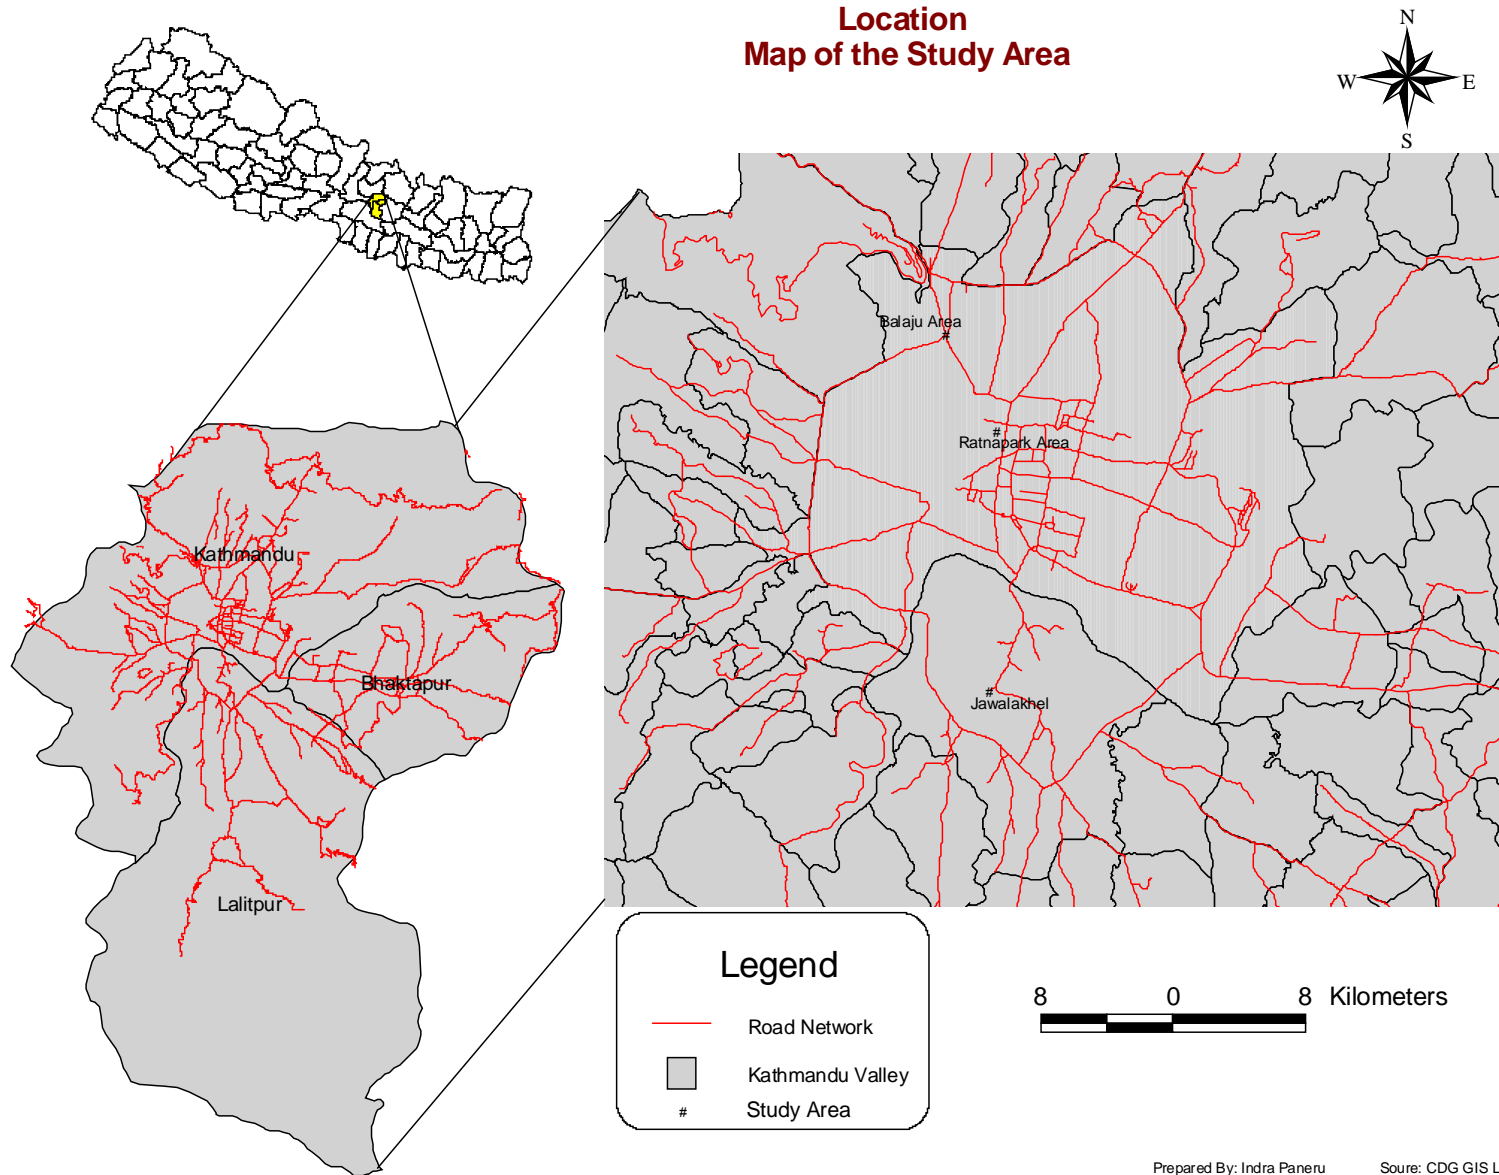 Location
Map of the Study Area
N
W
E
S
Balaju Area
#
#
Ratnapark Area
#
Jawalakhel
Kathmandu
Bhaktapur
Lalitpur
Legend
Road Network
Kathmandu Valley
# Study Area
8 0 8 Kilometers
Prepared By: Indra Paneru Soure: CDG GIS L